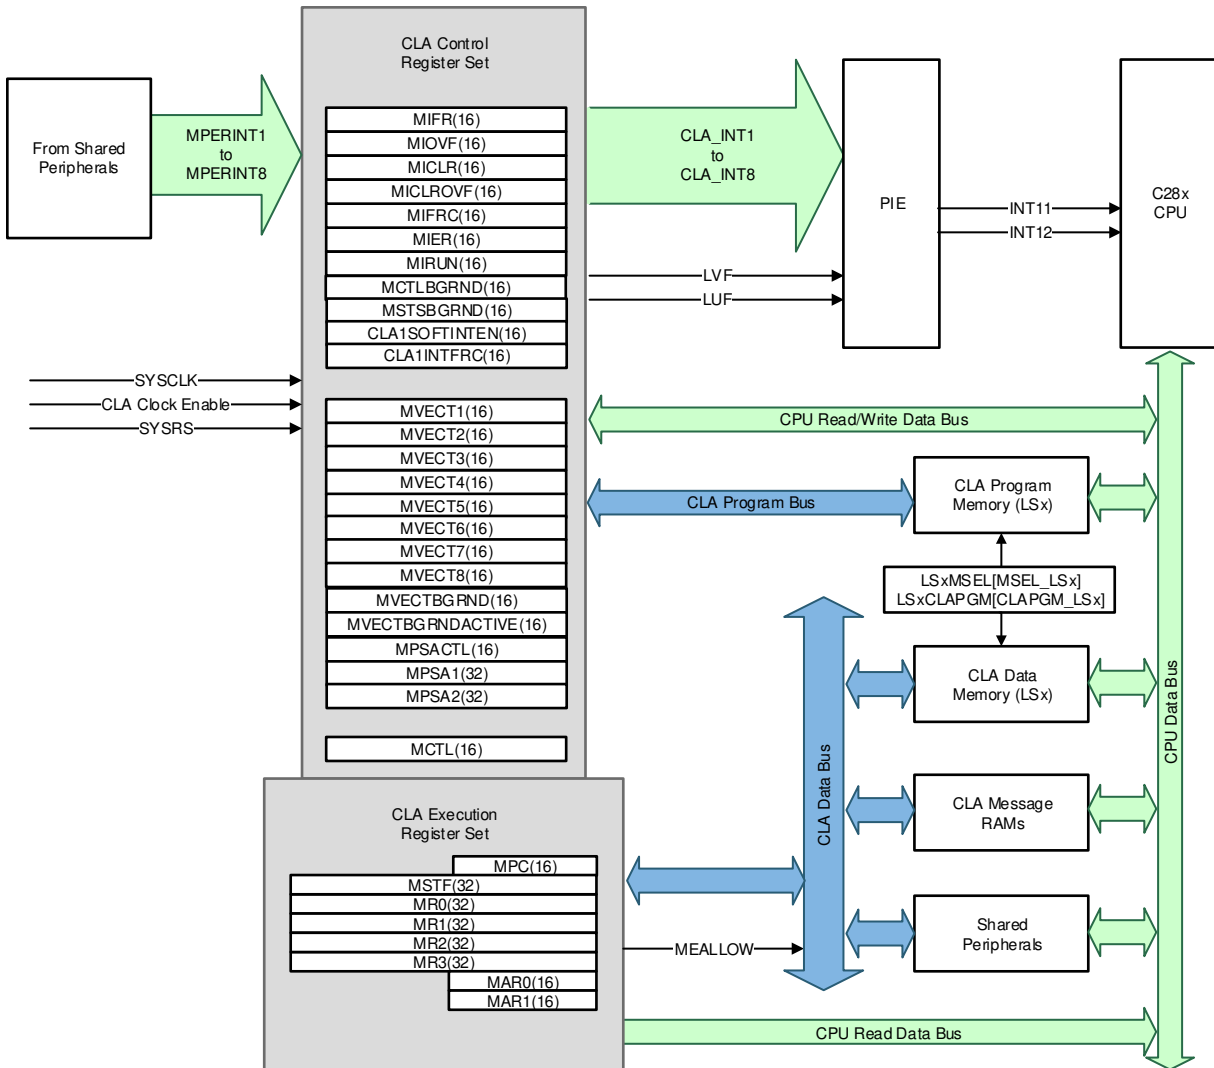 CLA Control
Register Set
From Shared
Peripherals
MPERINT1
to
MPERINT8
MIFR(16)
MIOVF(16)
MICLR(16)
MICLROVF(16)
MIFRC(16)
MIER(16)
MIRUN(16)
MCTLBGRND(16)
MSTSBGRND(16)
CLA1SOFTINTEN(16)
CLA1INTFRC(16)
CLA_INT1
to
CLA_INT8
LVF
LUF
PIE
INT11
INT12
C28x
CPU
SYSCLK
CLA Clock Enable
SYSRS
MVECT1(16)
MVECT2(16)
MVECT3(16)
MVECT4(16)
MVECT5(16)
MVECT6(16)
MVECT7(16)
MVECT8(16)
MVECTBGRND(16)
MVECTBGRNDACTIVE(16)
MPSACTL(16)
MPSA1(32)
MPSA2(32)
MCTL(16)
CPU Read/Write Data Bus
CLA Program Bus
CLA Program
Memory (LSx)
LSxMSEL[MSEL_LSx]
LSxCLAPGM[CLAPGM_LSx]
CLA Data
Memory (LSx)
CLA Message
RAMs
Shared
Peripherals
CLA Data Bus
CPU Data Bus
CLA Execution
Register Set
MPC(16)
MSTF(32)
MR0(32)
MR1(32)
MR2(32)
MR3(32)
MAR0(16)
MAR1(16)
MEALLOW
CPU Read Data Bus